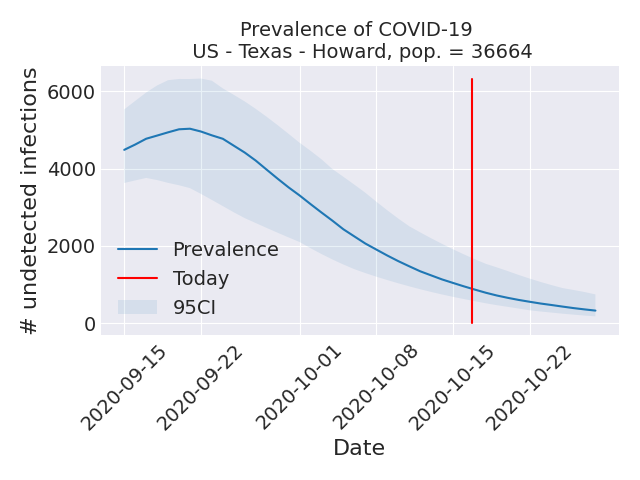 Prevalence of COVID-19
US - Texas - Howard, pop. = 36664
# undetected infections
6000
4000
2000
0
Prevalence
Today
95CI
2020-09-15
2020-09-22
2020-10-01
2020-10-08
2020-10-15
2020-10-22
Date